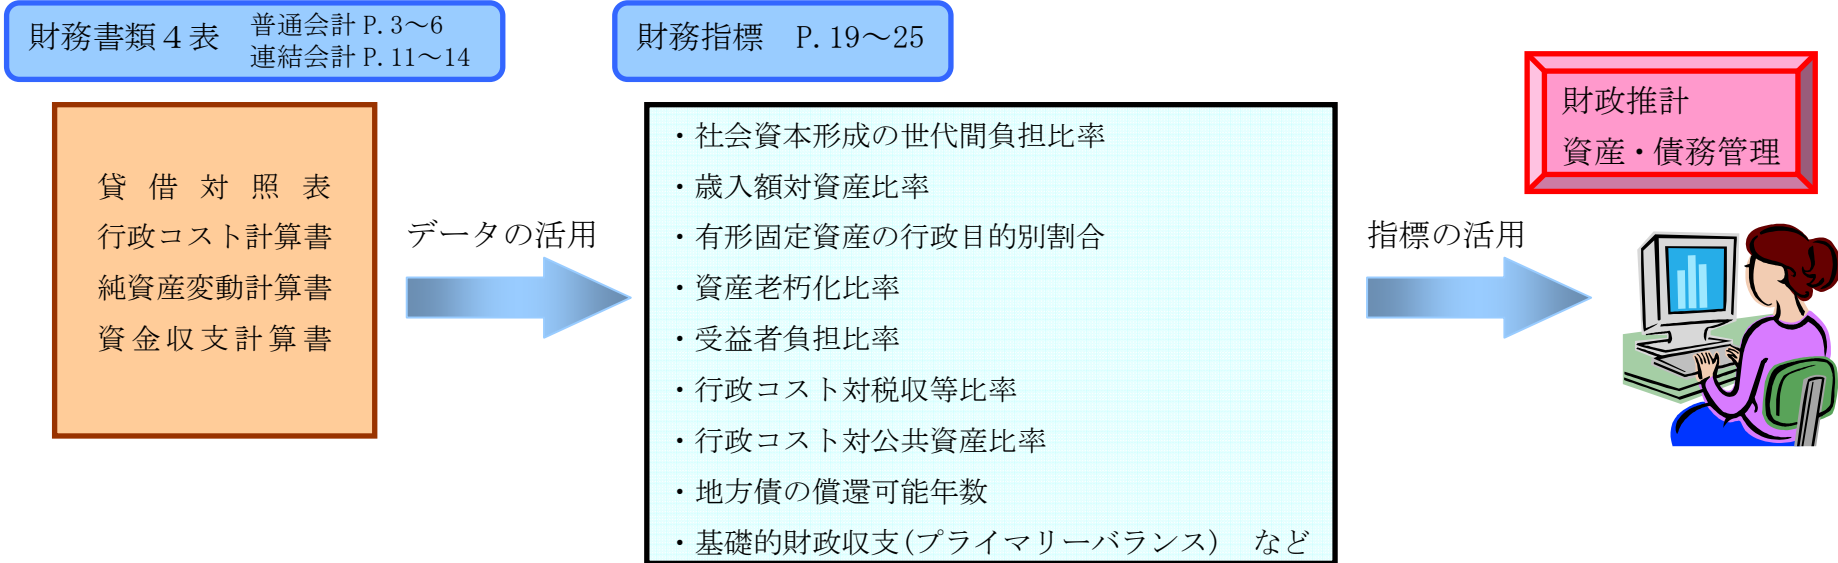 財務書類４表
普通会計 P.3～6
連結会計 P.11～14
貸借対照表
行政コスト計算書
純資産変動計算書
資金収支計算書
データの活用
財務指標　P.19～25
・社会資本形成の世代間負担比率
・歳入額対資産比率
・有形固定資産の行政目的別割合
・資産老朽化比率
・受益者負担比率
・行政コスト対税収等比率
・行政コスト対公共資産比率
・地方債の償還可能年数
・基礎的財政収支(プライマリーバランス)　など
指標の活用
財政推計
資産・債務管理